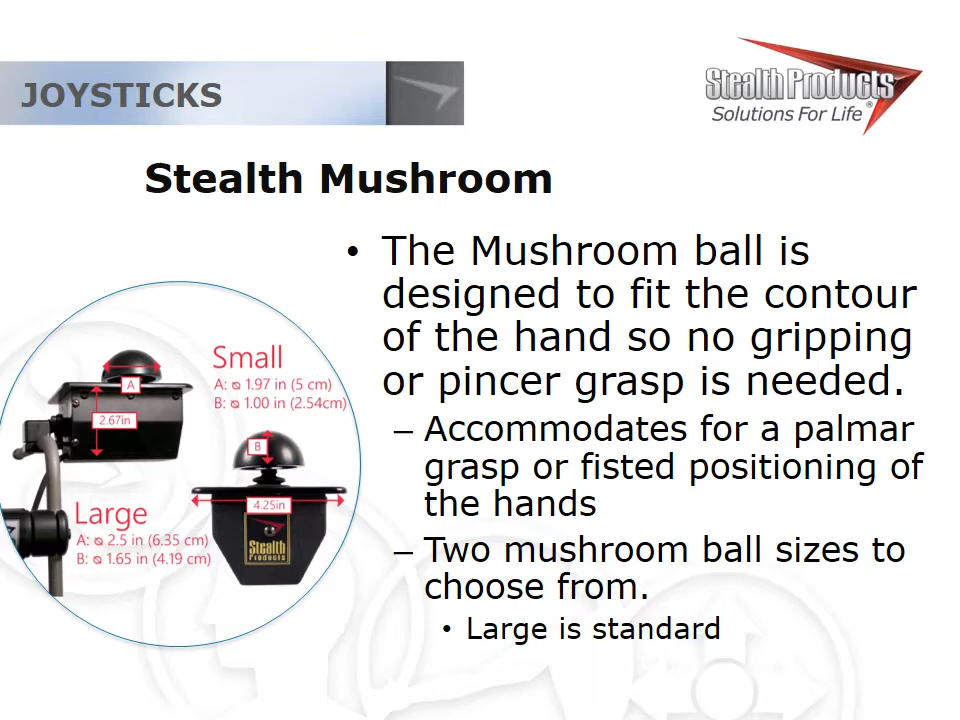 JOYSTICKS
Stealth Products
®
Solutions For Life
Stealth Mushroom
• The Mushroom ball is
designed to fit the contour
of the hand so no gripping
or pincer grasp is needed.
– Accommodates for a palmar
grasp or fisted positioning of
the hands
– Two mushroom ball sizes to
choose from.
• Large is standard
Small
A: ⦰ 1.97 in (5 cm)
B: ⦰ 1.00 in (2.54cm)
A
2.67in
B
4.25in
Stealth
Products
Large
A: ⦰ 2.5 in (6.35 cm)
B: ⦰ 1.65 in (4.19 cm)